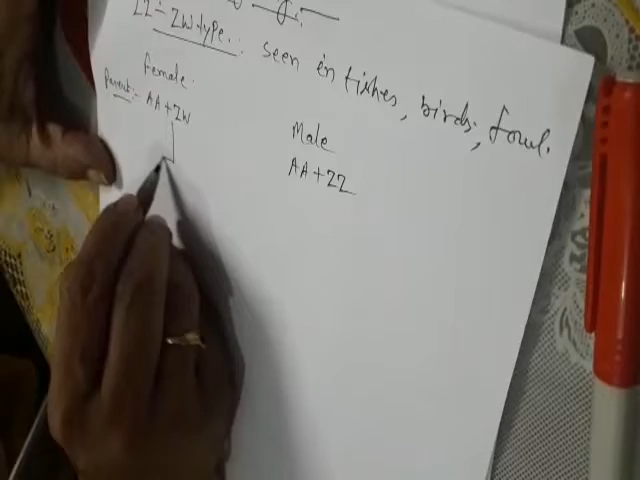 ZZ - ZW type :- seen in fishes, birds, fowl.
Female.
Male
Parent :- AA + ZW
AA + ZZ